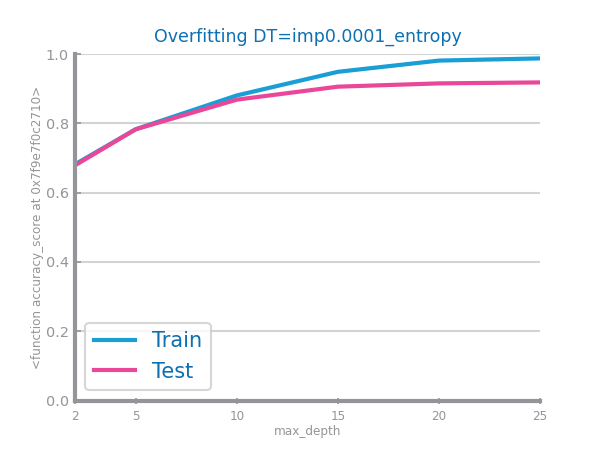 Overfitting DT=imp0.0001_entropy
<function accuracy_score at 0x7f9e7f0c2710>
1.0
0.8
0.6
0.4
0.2
0.0
Train
Test
2 5 10 15 20 25
max_depth